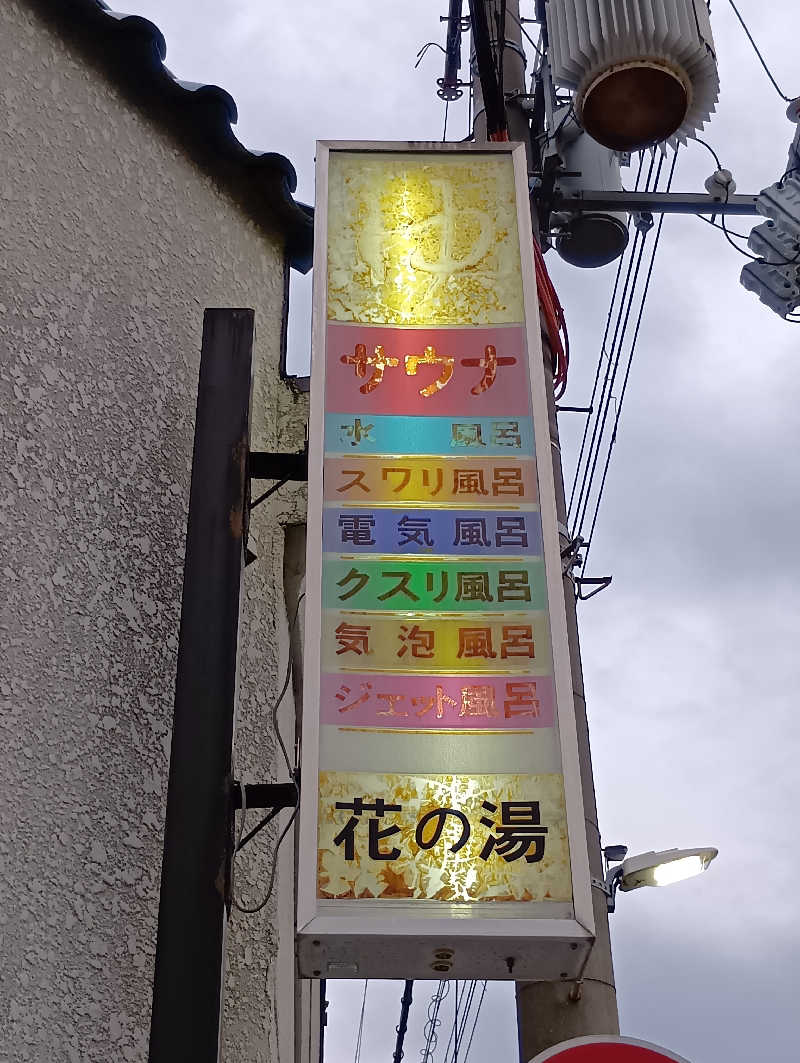 ゆ
サウナ
水風呂
スワリ風呂
電気風呂
クスリ風呂
気泡風呂
ジェット風呂
花の湯